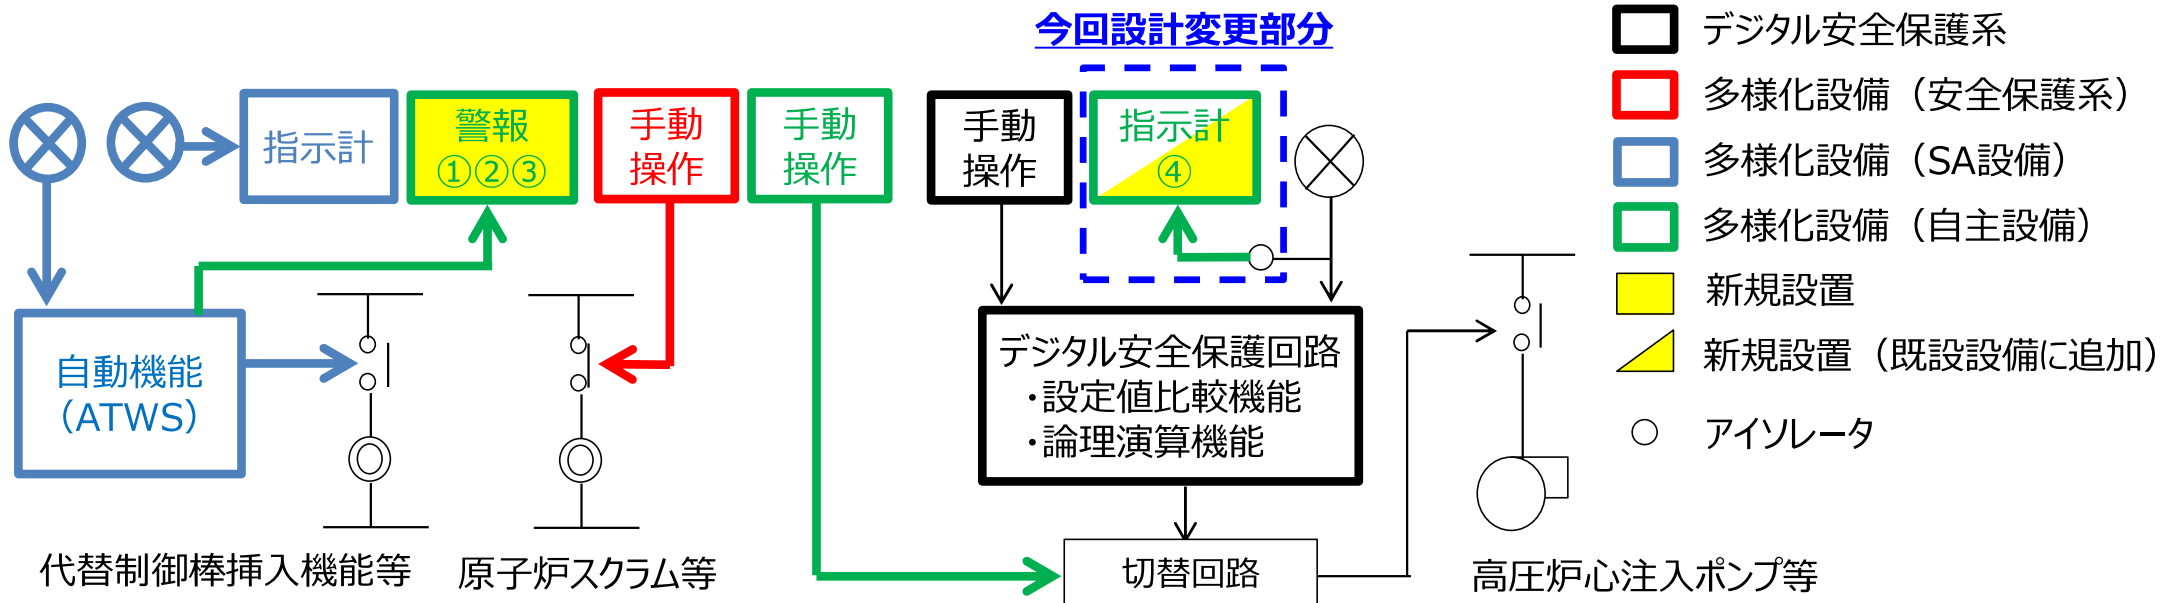 今回設計変更部分
指示計
警報
①②③
手動
操作
手動
操作
手動
操作
指示計
④
自動機能
（ATWS）
デジタル安全保護回路
・設定値比較機能
・論理演算機能
切替回路
代替制御棒挿入機能等
原子炉スクラム等
高圧炉心注入ポンプ等
デジタル安全保護系
多様化設備（安全保護系）
多様化設備（SA設備）
多様化設備（自主設備）
新規設置
新規設置（既設設備に追加）
アイソレータ